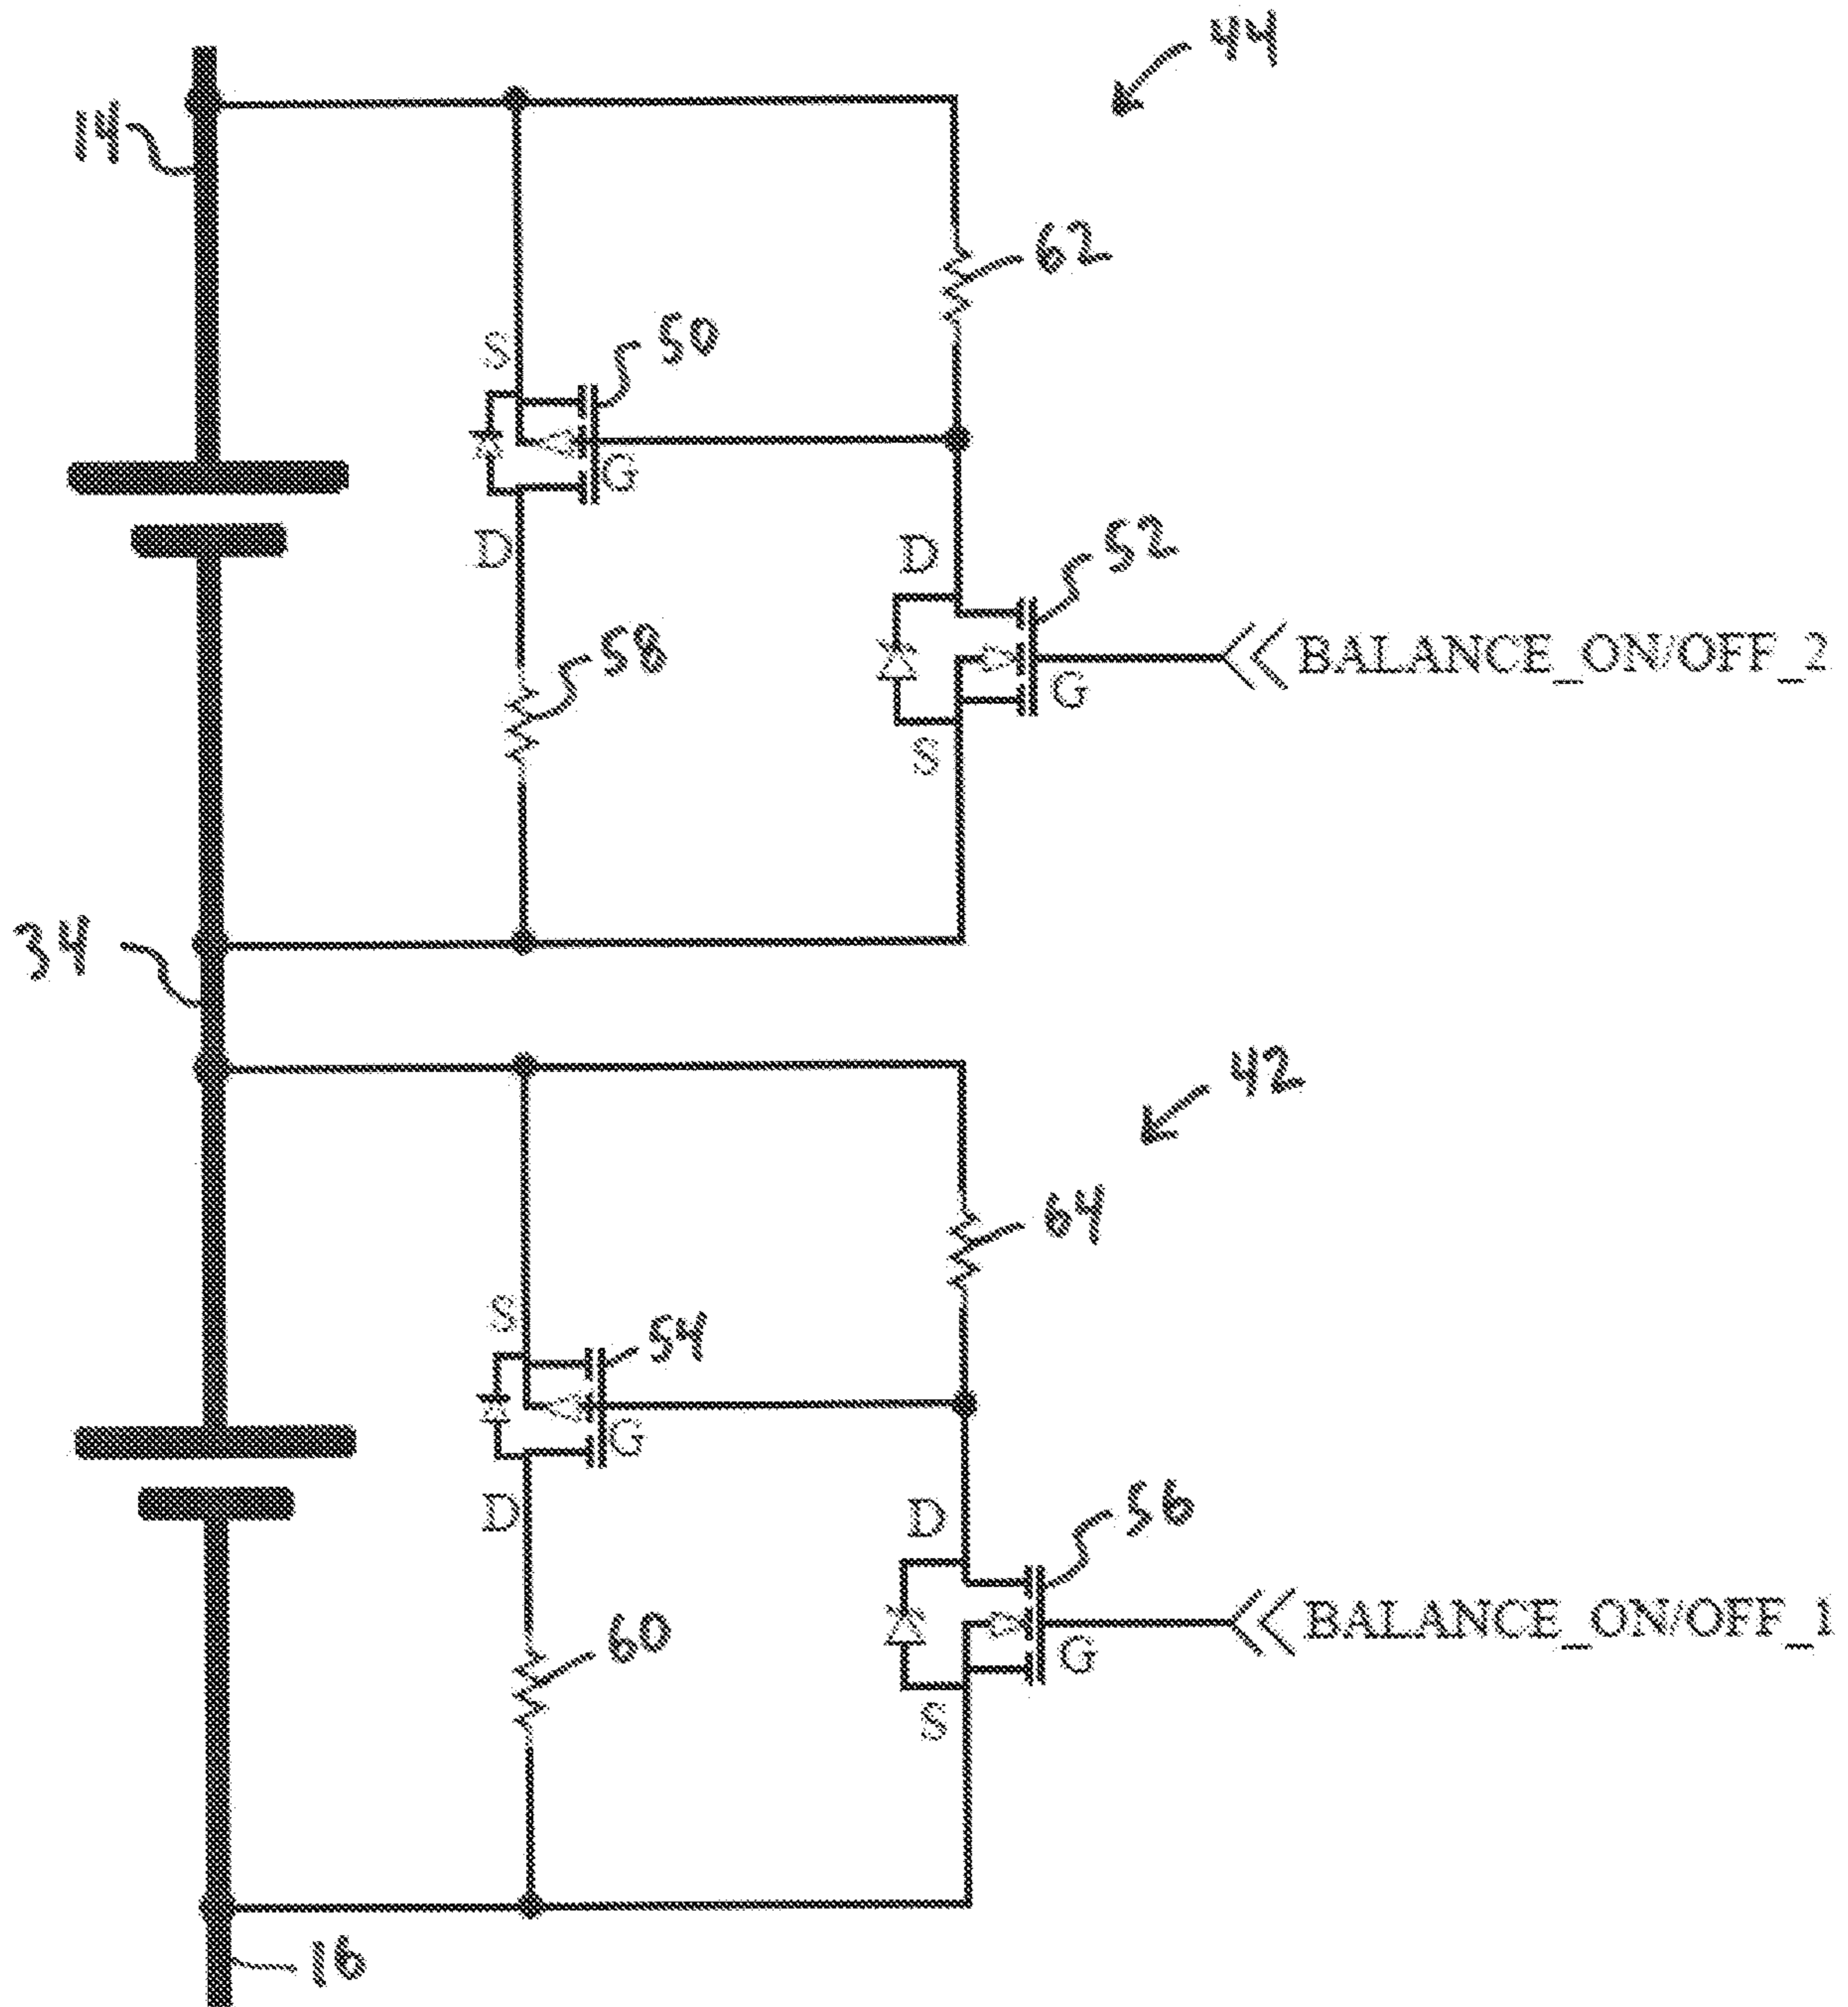 44
14
62
50
S
G
D
52
D
58
BALANCE_ON/OFF_2
G
S
34
42
64
S
54
G
D
56
D
60
BALANCE_ON/OFF_1
G
S
16